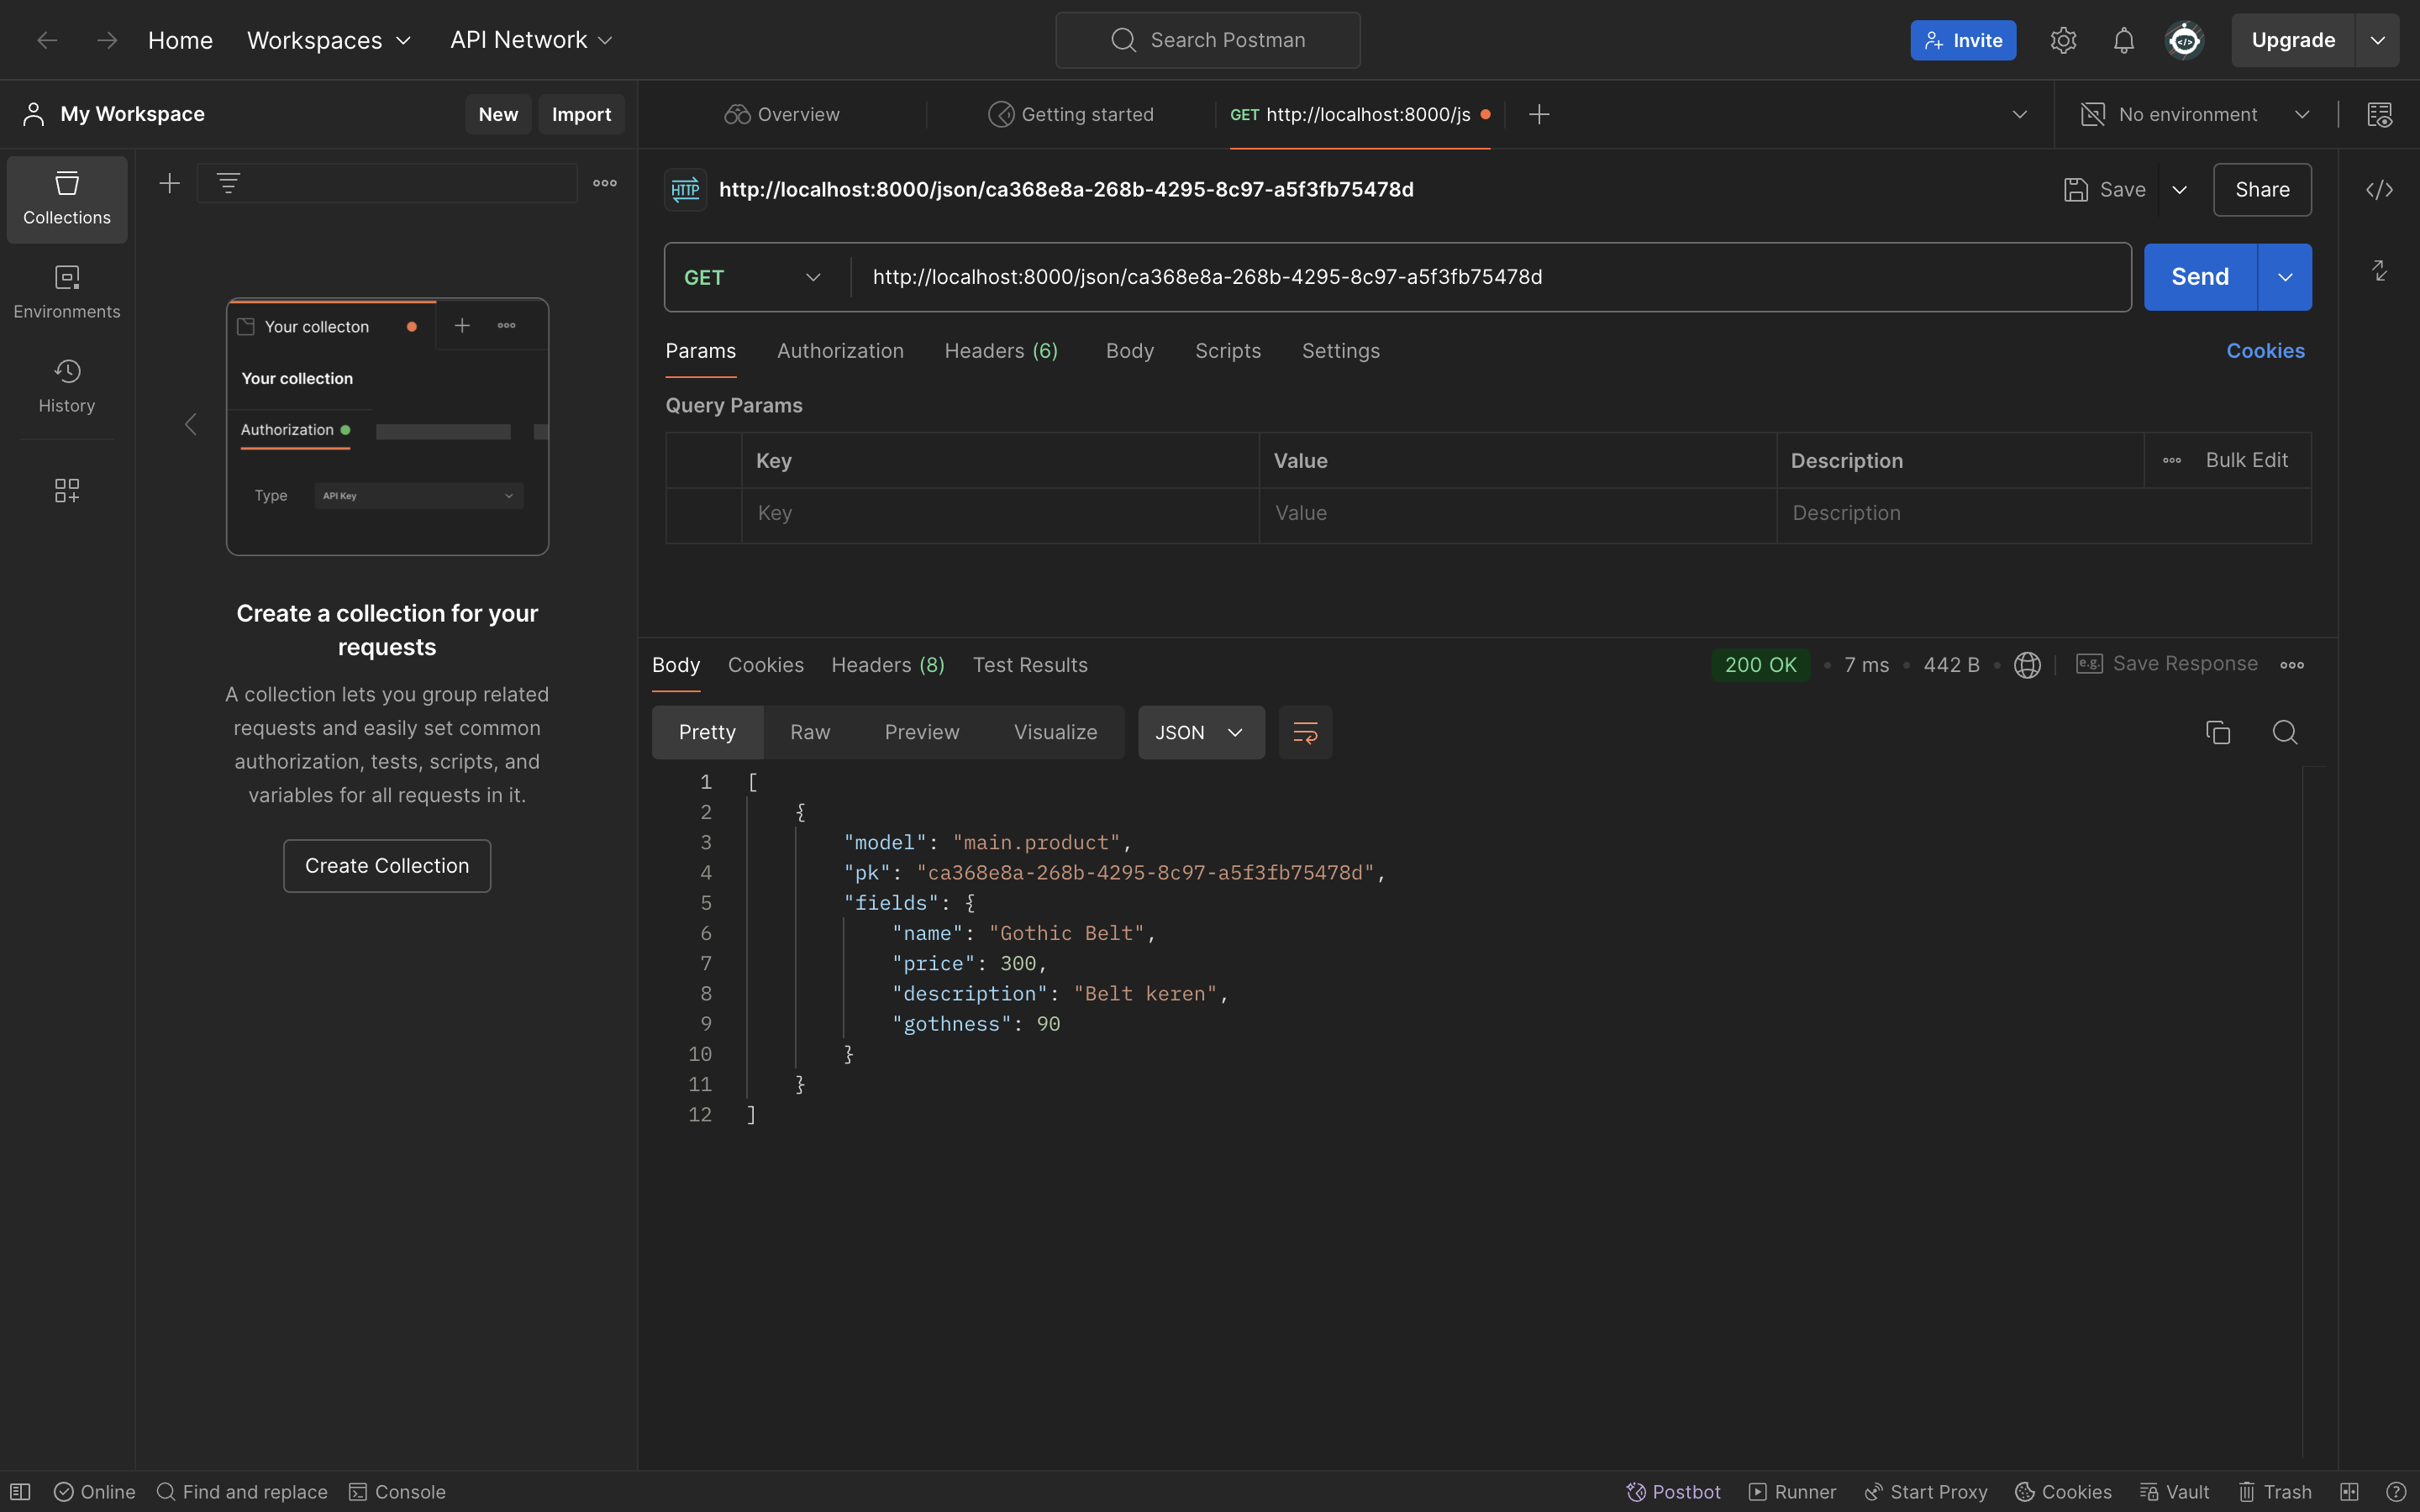 Home Workspaces API Network Search Postman Invite Upgrade
My Workspace New Import Overview Getting started GET http://localhost:8000/js No environment
Collections
Environments
History
Your collecton
Your collection
Authorization
Type API Key
Create a collection for your
requests
A collection lets you group related
requests and easily set common
authorization, tests, scripts, and
variables for all requests in it.
Create Collection
HTTP http://localhost:8000/json/ca368e8a-268b-4295-8c97-a5f3fb75478d Save Share
GET http://localhost:8000/json/ca368e8a-268b-4295-8c97-a5f3fb75478d Send
Params Authorization Headers (6) Body Scripts Settings Cookies
Query Params
Key Value Description Bulk Edit
Key Value Description
Body Cookies Headers (8) Test Results 200 OK 7 ms 442 B e.g. Save Response
Pretty Raw Preview Visualize JSON
1 [
2 {
3 "model": "main.product",
4 "pk": "ca368e8a-268b-4295-8c97-a5f3fb75478d",
5 "fields": {
6 "name": "Gothic Belt",
7 "price": 300,
8 "description": "Belt keren",
9 "gothness": 90
10 }
11 }
12 ]
Online Find and replace Console Postbot Runner Start Proxy Cookies Vault Trash